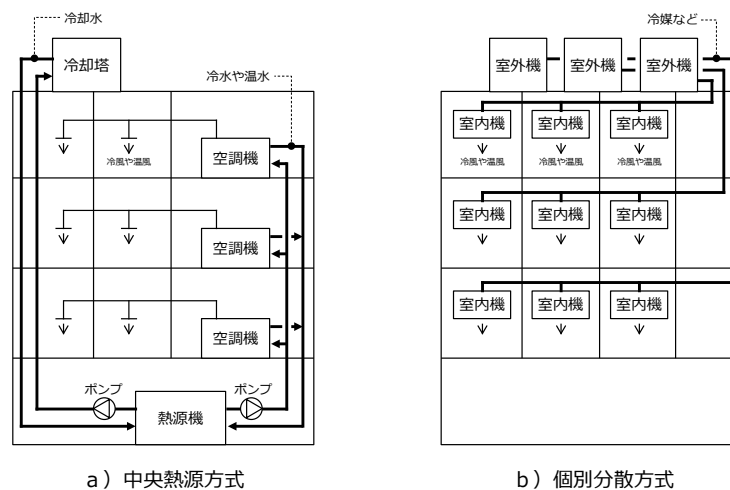 冷却水
冷却塔
冷水や温水
冷風や温風
空調機
空調機
空調機
ポンプ
ポンプ
熱源機
a）中央熱源方式
冷媒など
室外機
室外機
室外機
室内機
室内機
室内機
冷風や温風
冷風や温風
冷風や温風
室内機
室内機
室内機
室内機
室内機
室内機
b）個別分散方式